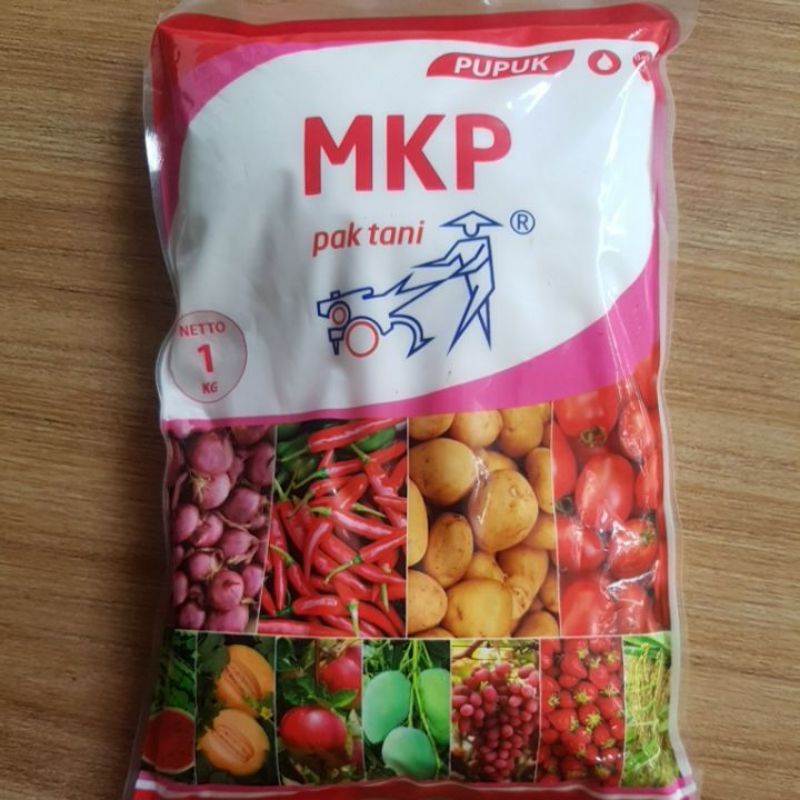 PUPUK
MKP
pak tani ®
NETTO
1
KG